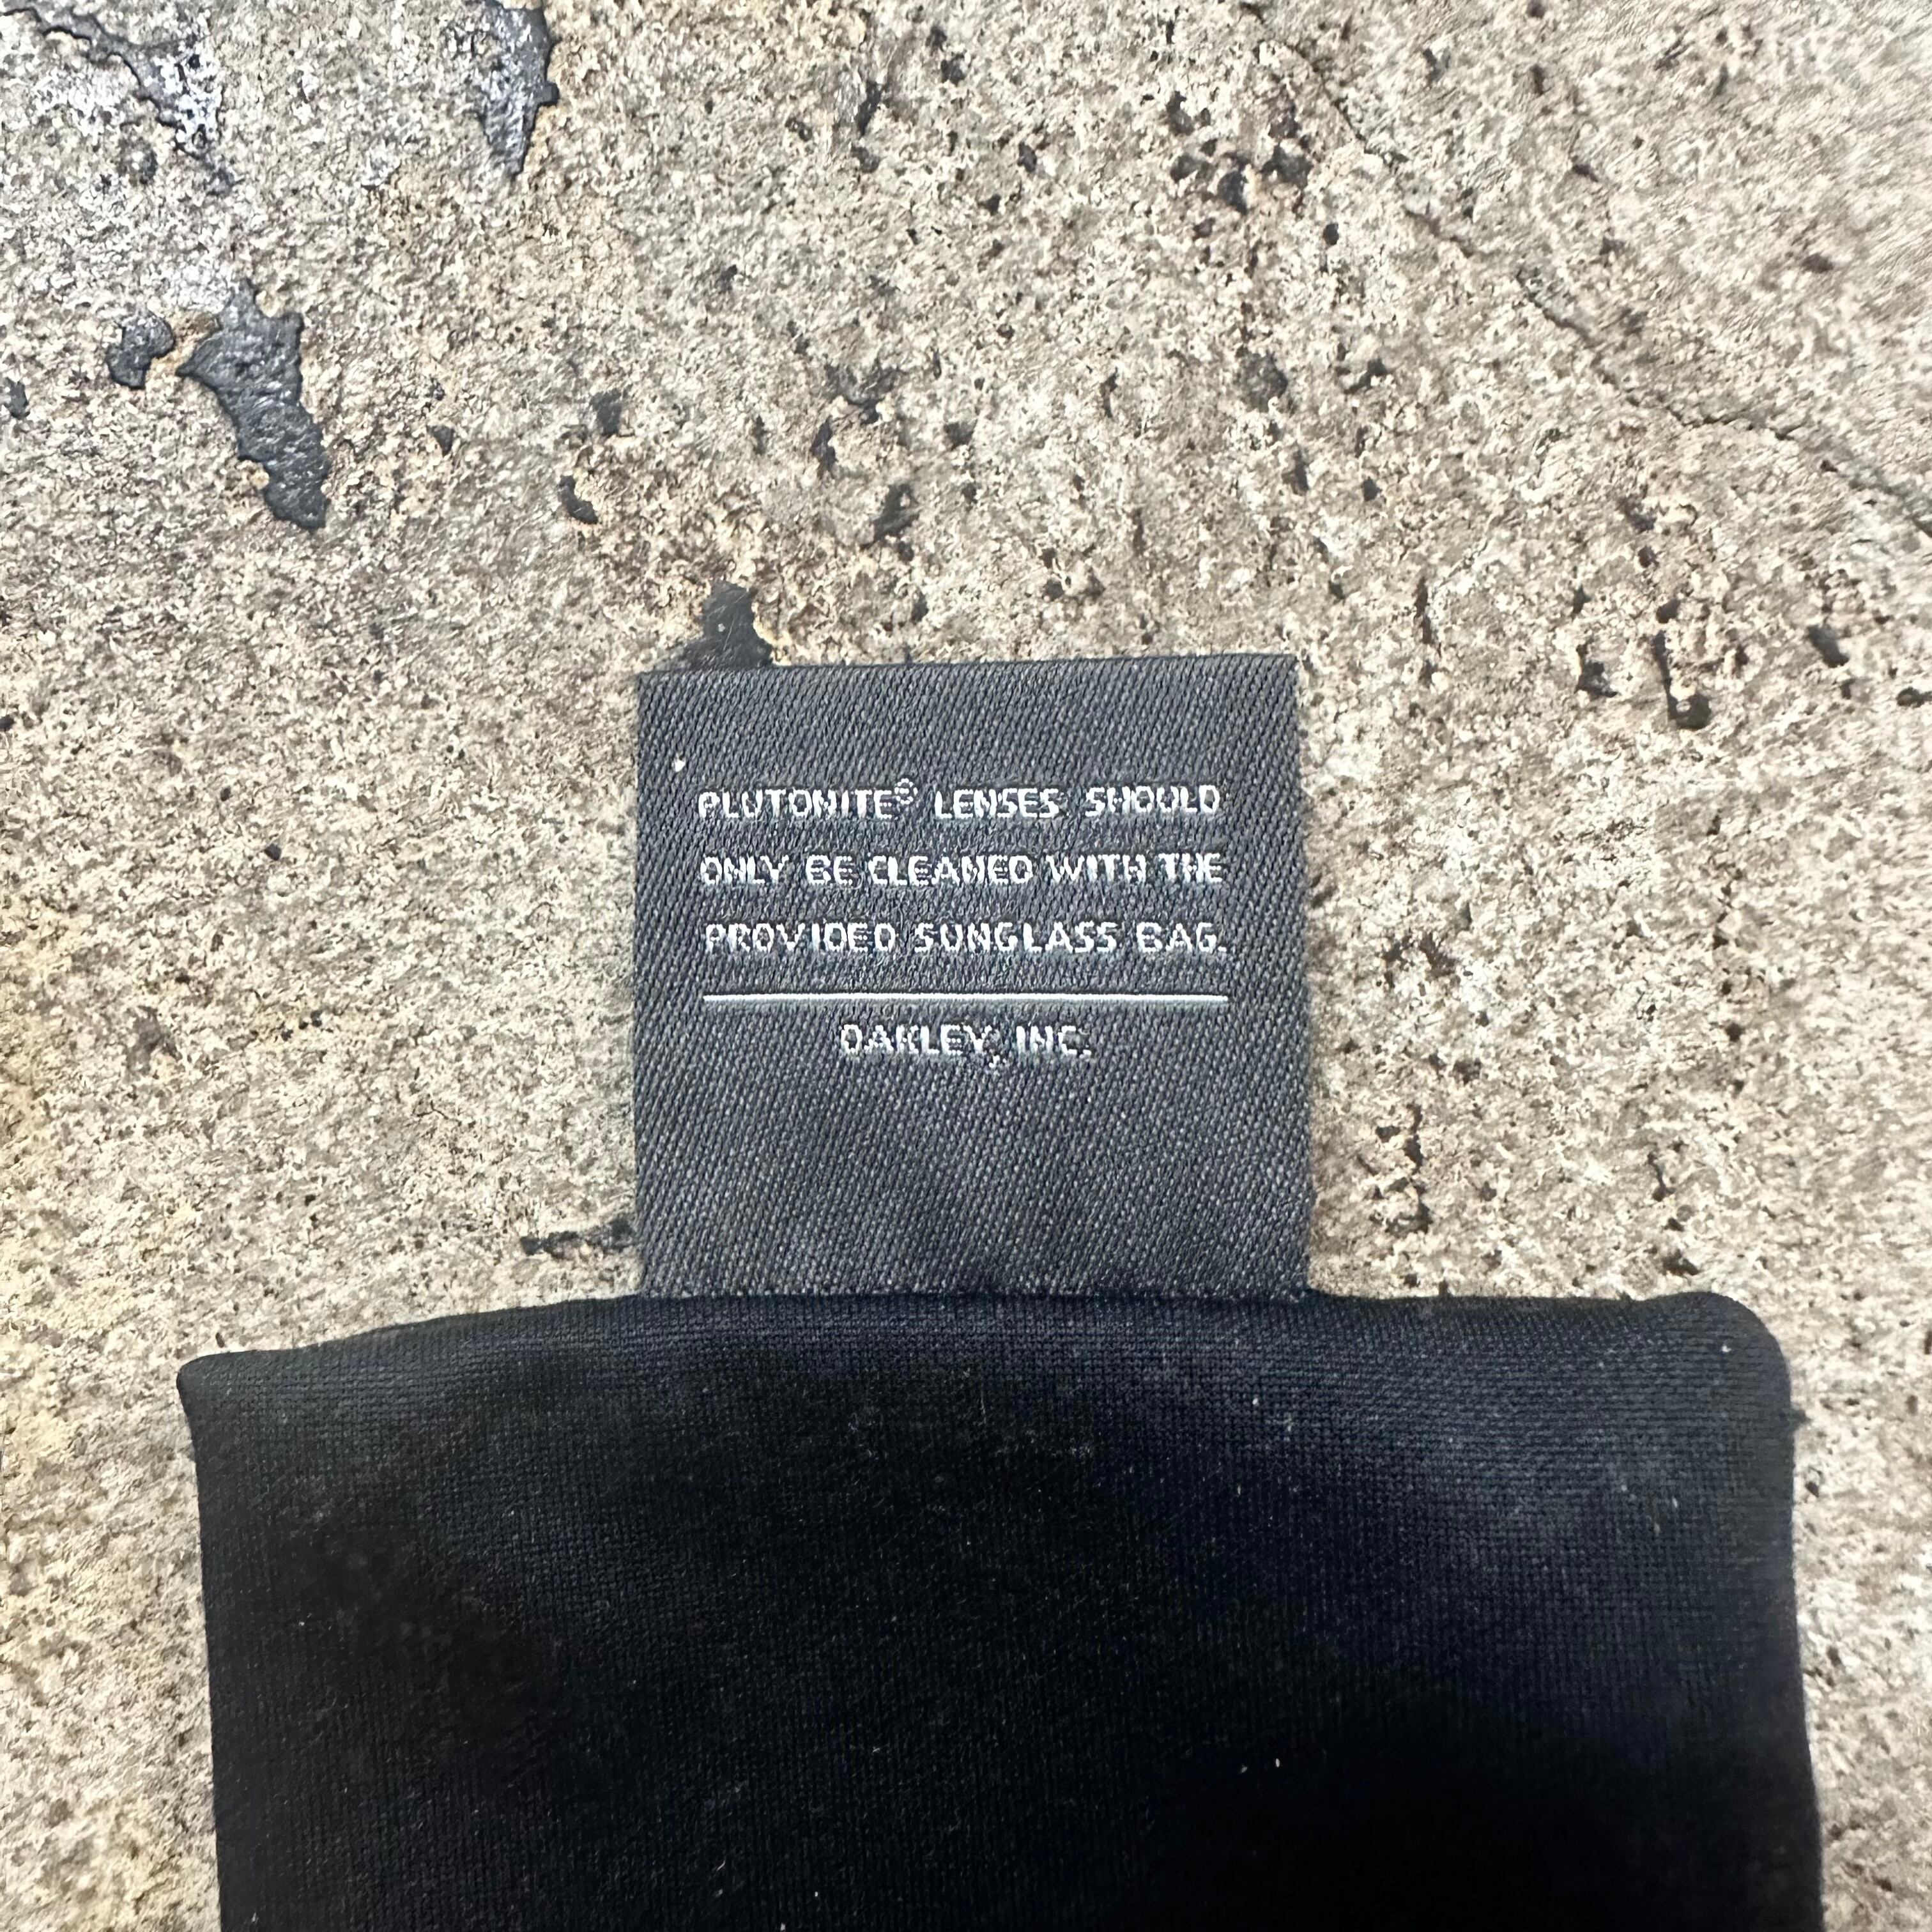 PLUTONITE® LENSES SHOULD
ONLY BE CLEANED WITH THE
PROVIDED SUNGLASS BAG.
OAKLEY, INC.